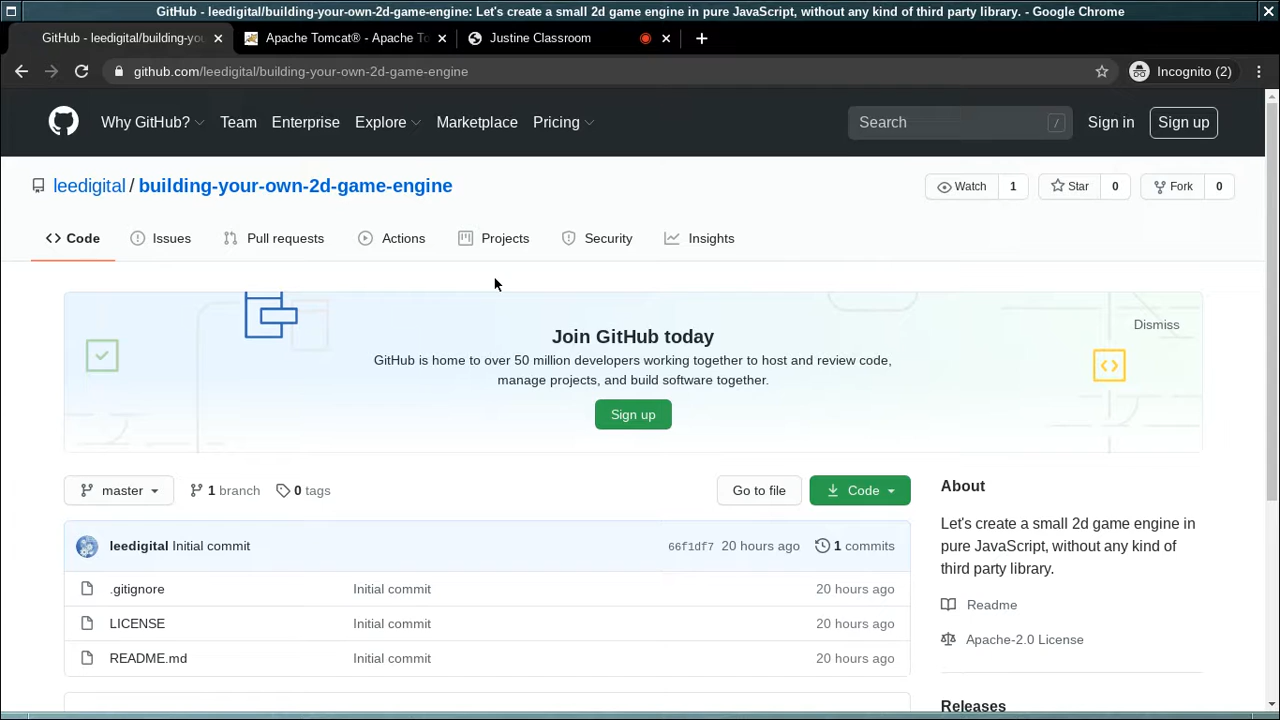 GitHub - leedigital/building-your-own-2d-game-engine: Let's create a small 2d game engine in pure JavaScript, without any kind of third party library. - Google Chrome
GitHub - leedigital/building-you
Apache Tomcat® - Apache To
Justine Classroom
github.com/leedigital/building-your-own-2d-game-engine
Incognito (2)
Why GitHub?
Team
Enterprise
Explore
Marketplace
Pricing
Search
/
Sign in
Sign up
leedigital / building-your-own-2d-game-engine
Watch 1
Star 0
Fork 0
Code
Issues
Pull requests
Actions
Projects
Security
Insights
Join GitHub today
Dismiss
GitHub is home to over 50 million developers working together to host and review code,
manage projects, and build software together.
Sign up
master
1 branch
0 tags
Go to file
Code
leedigital Initial commit
66f1df7 20 hours ago
1 commits
.gitignore Initial commit 20 hours ago
LICENSE Initial commit 20 hours ago
README.md Initial commit 20 hours ago
About
Let's create a small 2d game engine in
pure JavaScript, without any kind of
third party library.
Readme
Apache-2.0 License
Releases